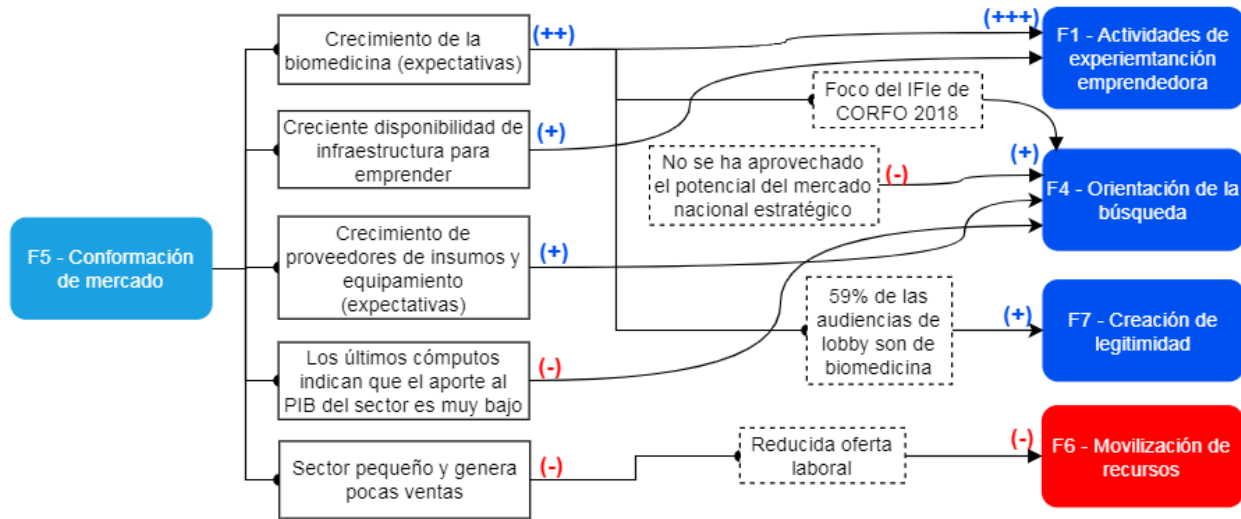 F5 - Conformación
de mercado
Crecimiento de la
biomedicina (expectativas)
(++)
Creciente disponibilidad de
infraestructura para
emprender
(+)
Crecimiento de
proveedores de insumos y
equipamiento
(expectativas)
(+)
Los últimos cómputos
indican que el aporte al
PIB del sector es muy bajo
(-)
Sector pequeño y genera
pocas ventas
(-)
Foco del IFIe de
CORFO 2018
No se ha aprovechado
el potencial del mercado
nacional estratégico
(-)
59% de las
audiencias de
lobby son de
biomedicina
Reducida oferta
laboral
(+++)
F1 - Actividades de
experiemtanción
emprendedora
(+)
F4 - Orientación de la
búsqueda
(+)
F7 - Creación de
legitimidad
(-)
F6 - Movilización de
recursos